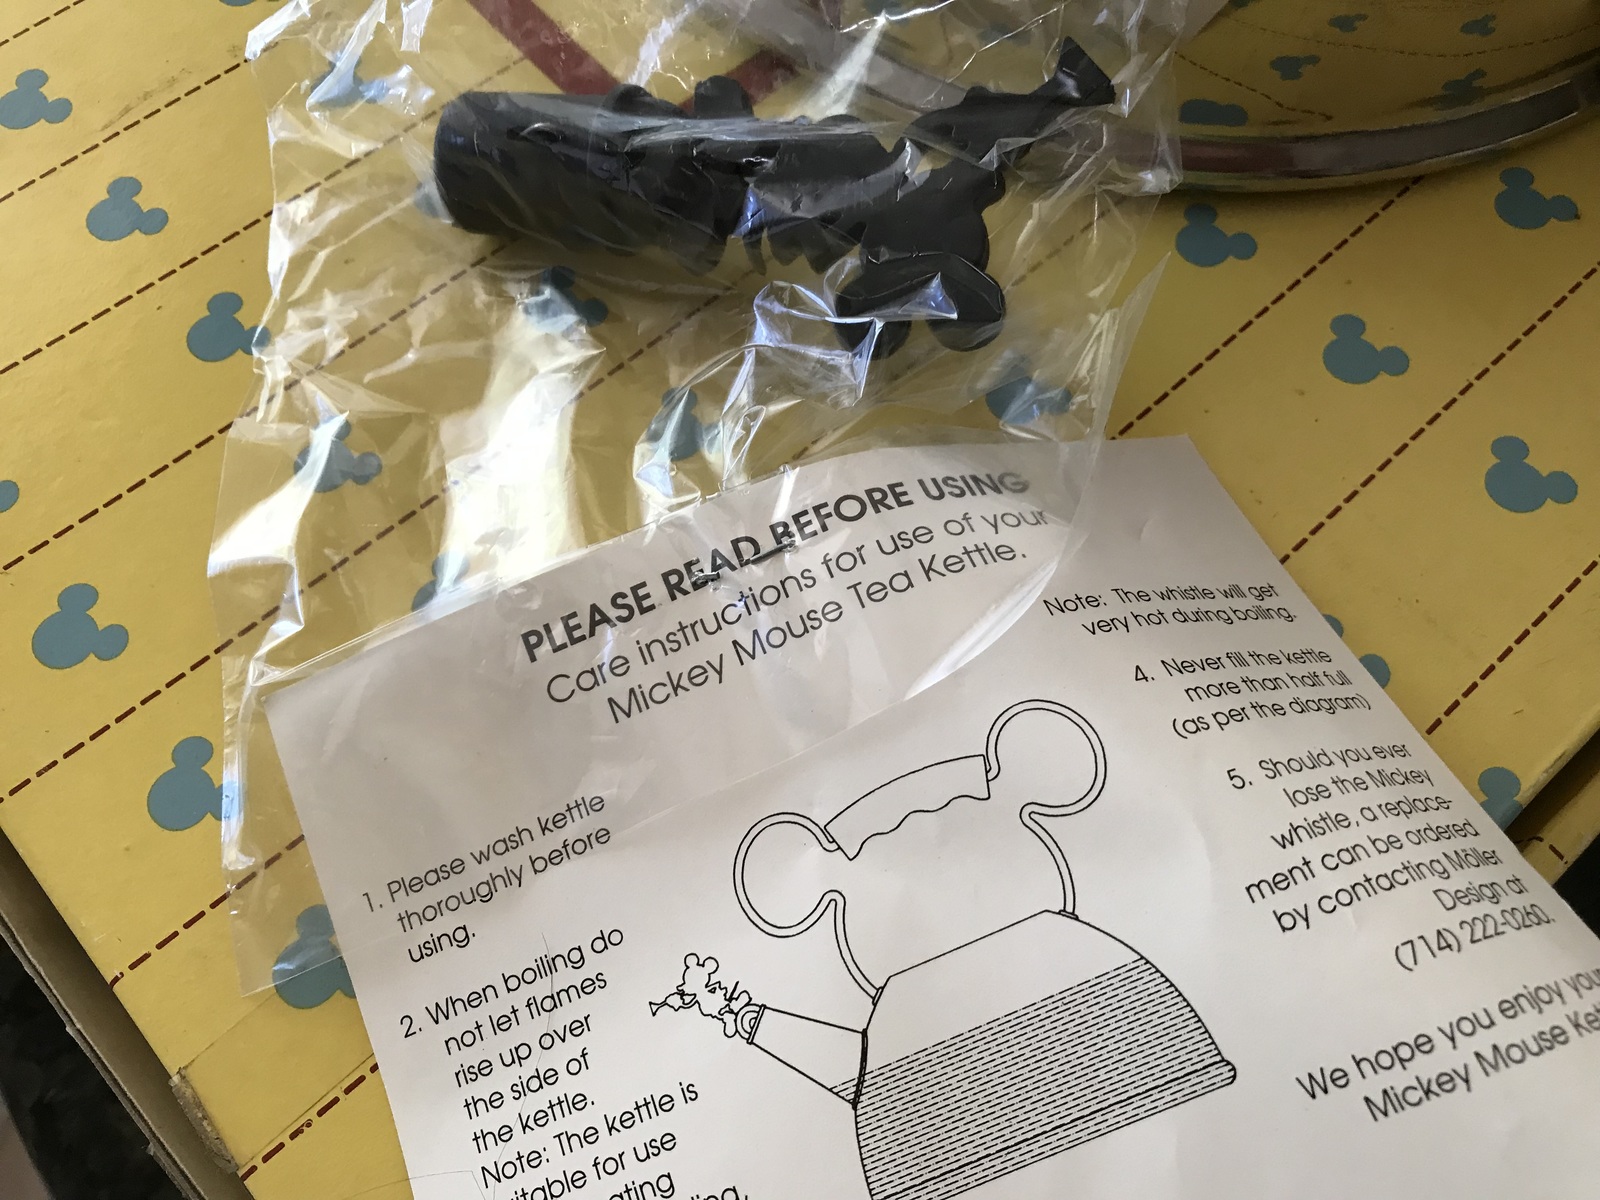 PLEASE READ BEFORE USING
Care instructions for use of your
Mickey Mouse Tea Kettle.
1. Please wash kettle
thoroughly before
using.
2. When boiling do
not let flames
rise up over
the side of
the kettle.
Note: The kettle is
for use
Note: The whistle will get
very hot during boiling.
4. Never fill the kettle
more than half full
(as per the diagram)
5. Should you ever
lose the Mickey
whistle, a replace-
ment can be ordered
by contacting Möller
Design at
(714) 222-0260.
We hope you enjoy your
Mickey Mouse